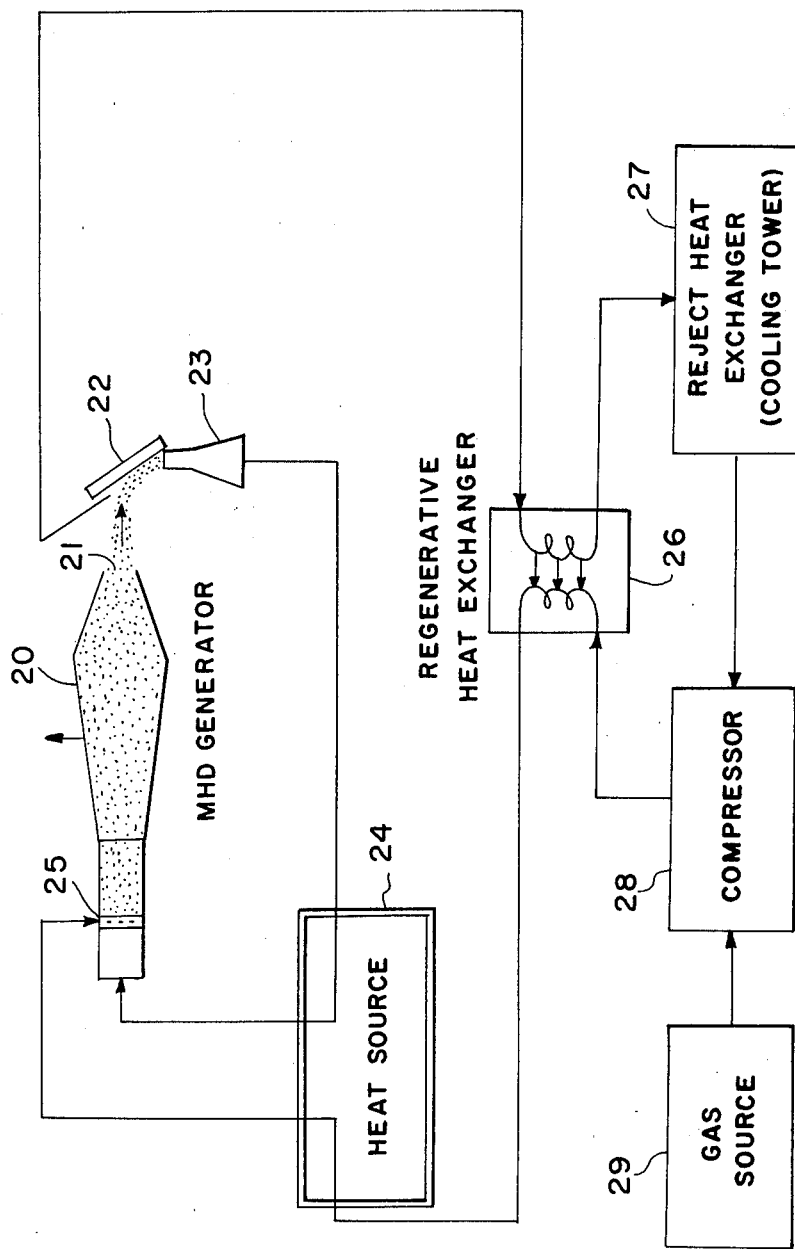 25
20
21
22
23
MHD GENERATOR
24
HEAT SOURCE
REGENERATIVE
HEAT EXCHANGER
26
27
REJECT HEAT
EXCHANGER
(COOLING TOWER)
28
COMPRESSOR
29
GAS
SOURCE